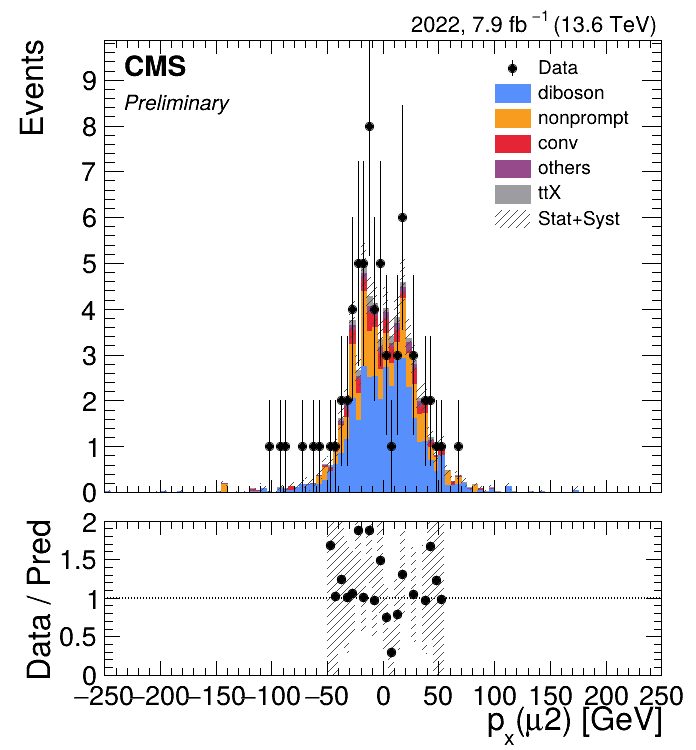 2022, 7.9 fb⁻¹ (13.6 TeV)
Events
CMS
Preliminary
Data
diboson
nonprompt
conv
others
ttX
Stat+Syst
9
8
7
6
5
4
3
2
1
0
Data / Pred
2
1.5
1
0.5
0
−250 −200 −150 −100 −50 0 50 100 150 200 250
pₓ(μ2) [GeV]